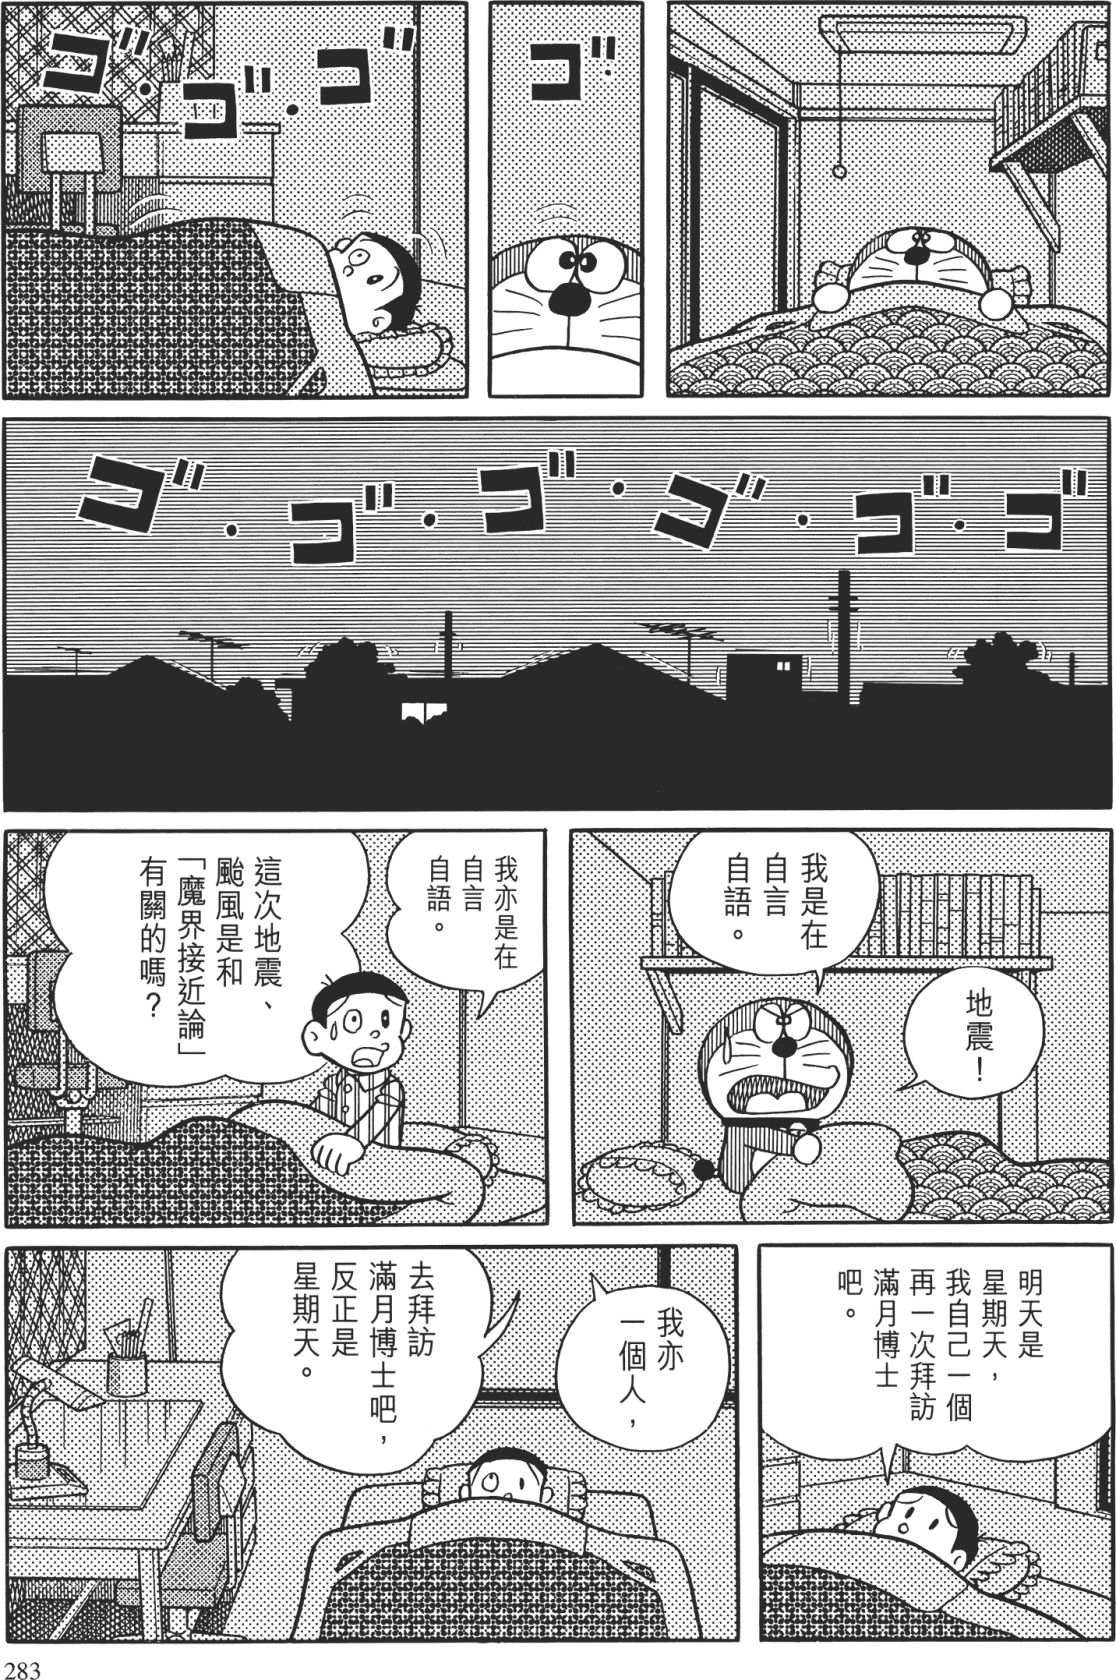 ゴ
ゴ・ゴ・ゴ・
ゴ・ゴ・ゴ・ゴ・ゴ・ゴ
地震！
我是在
自言
自語。
我亦是在
自言
自語。
這次地震、
颱風是和
「魔界接近論」
有關的嗎？
明天是
星期天，
我自己一個
再一次拜訪
滿月博士
吧。
我亦
一個人，
去拜訪
滿月博士吧，
反正是
星期天。
283